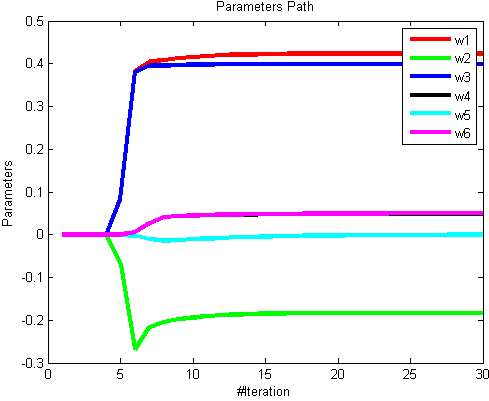 Parameters Path
0.5
0.4
0.3
0.2
0.1
0
-0.1
-0.2
-0.3
Parameters
w1
w2
w3
w4
w5
w6
0 5 10 15 20 25 30
#Iteration